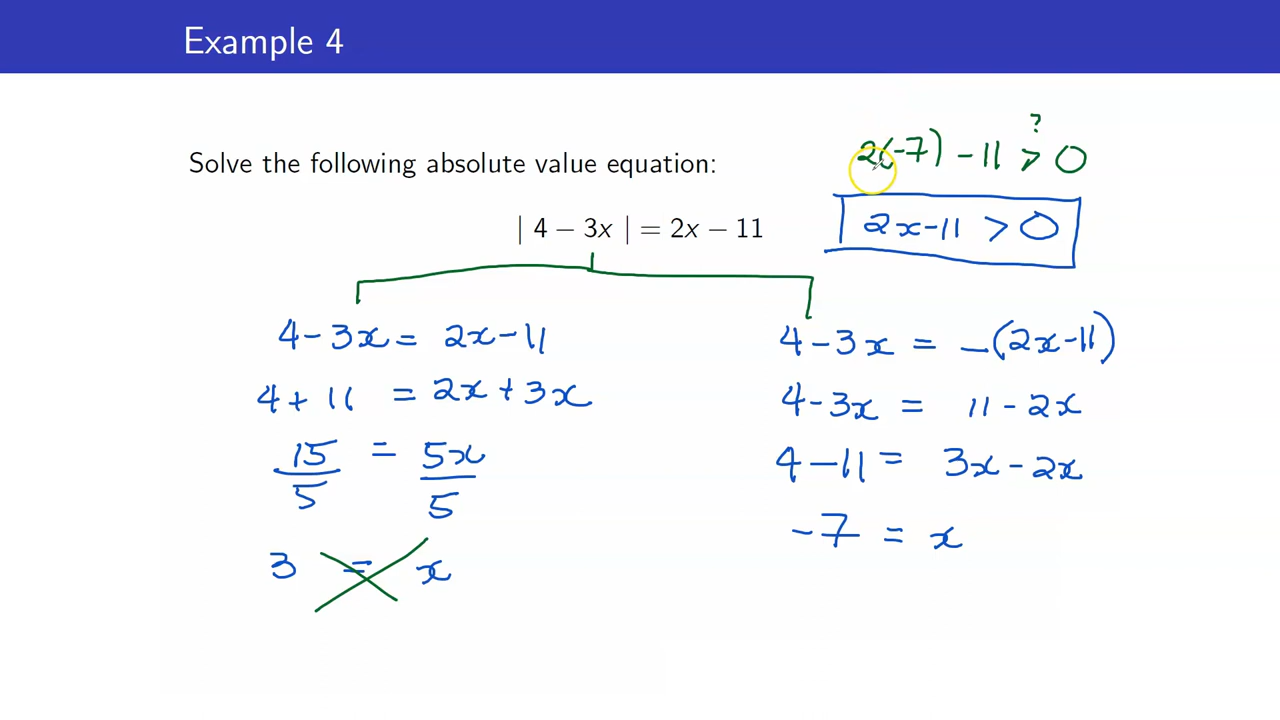 Example 4
?
2(-7) - 11 > 0
Solve the following absolute value equation:
2x-11 > 0
| 4 − 3x | = 2x − 11
4-3x = 2x-11
4+11 = 2x+3x
15/5 = 5x/5
3 = x
4-3x = -(2x-11)
4-3x = 11-2x
4-11 = 3x-2x
-7 = x